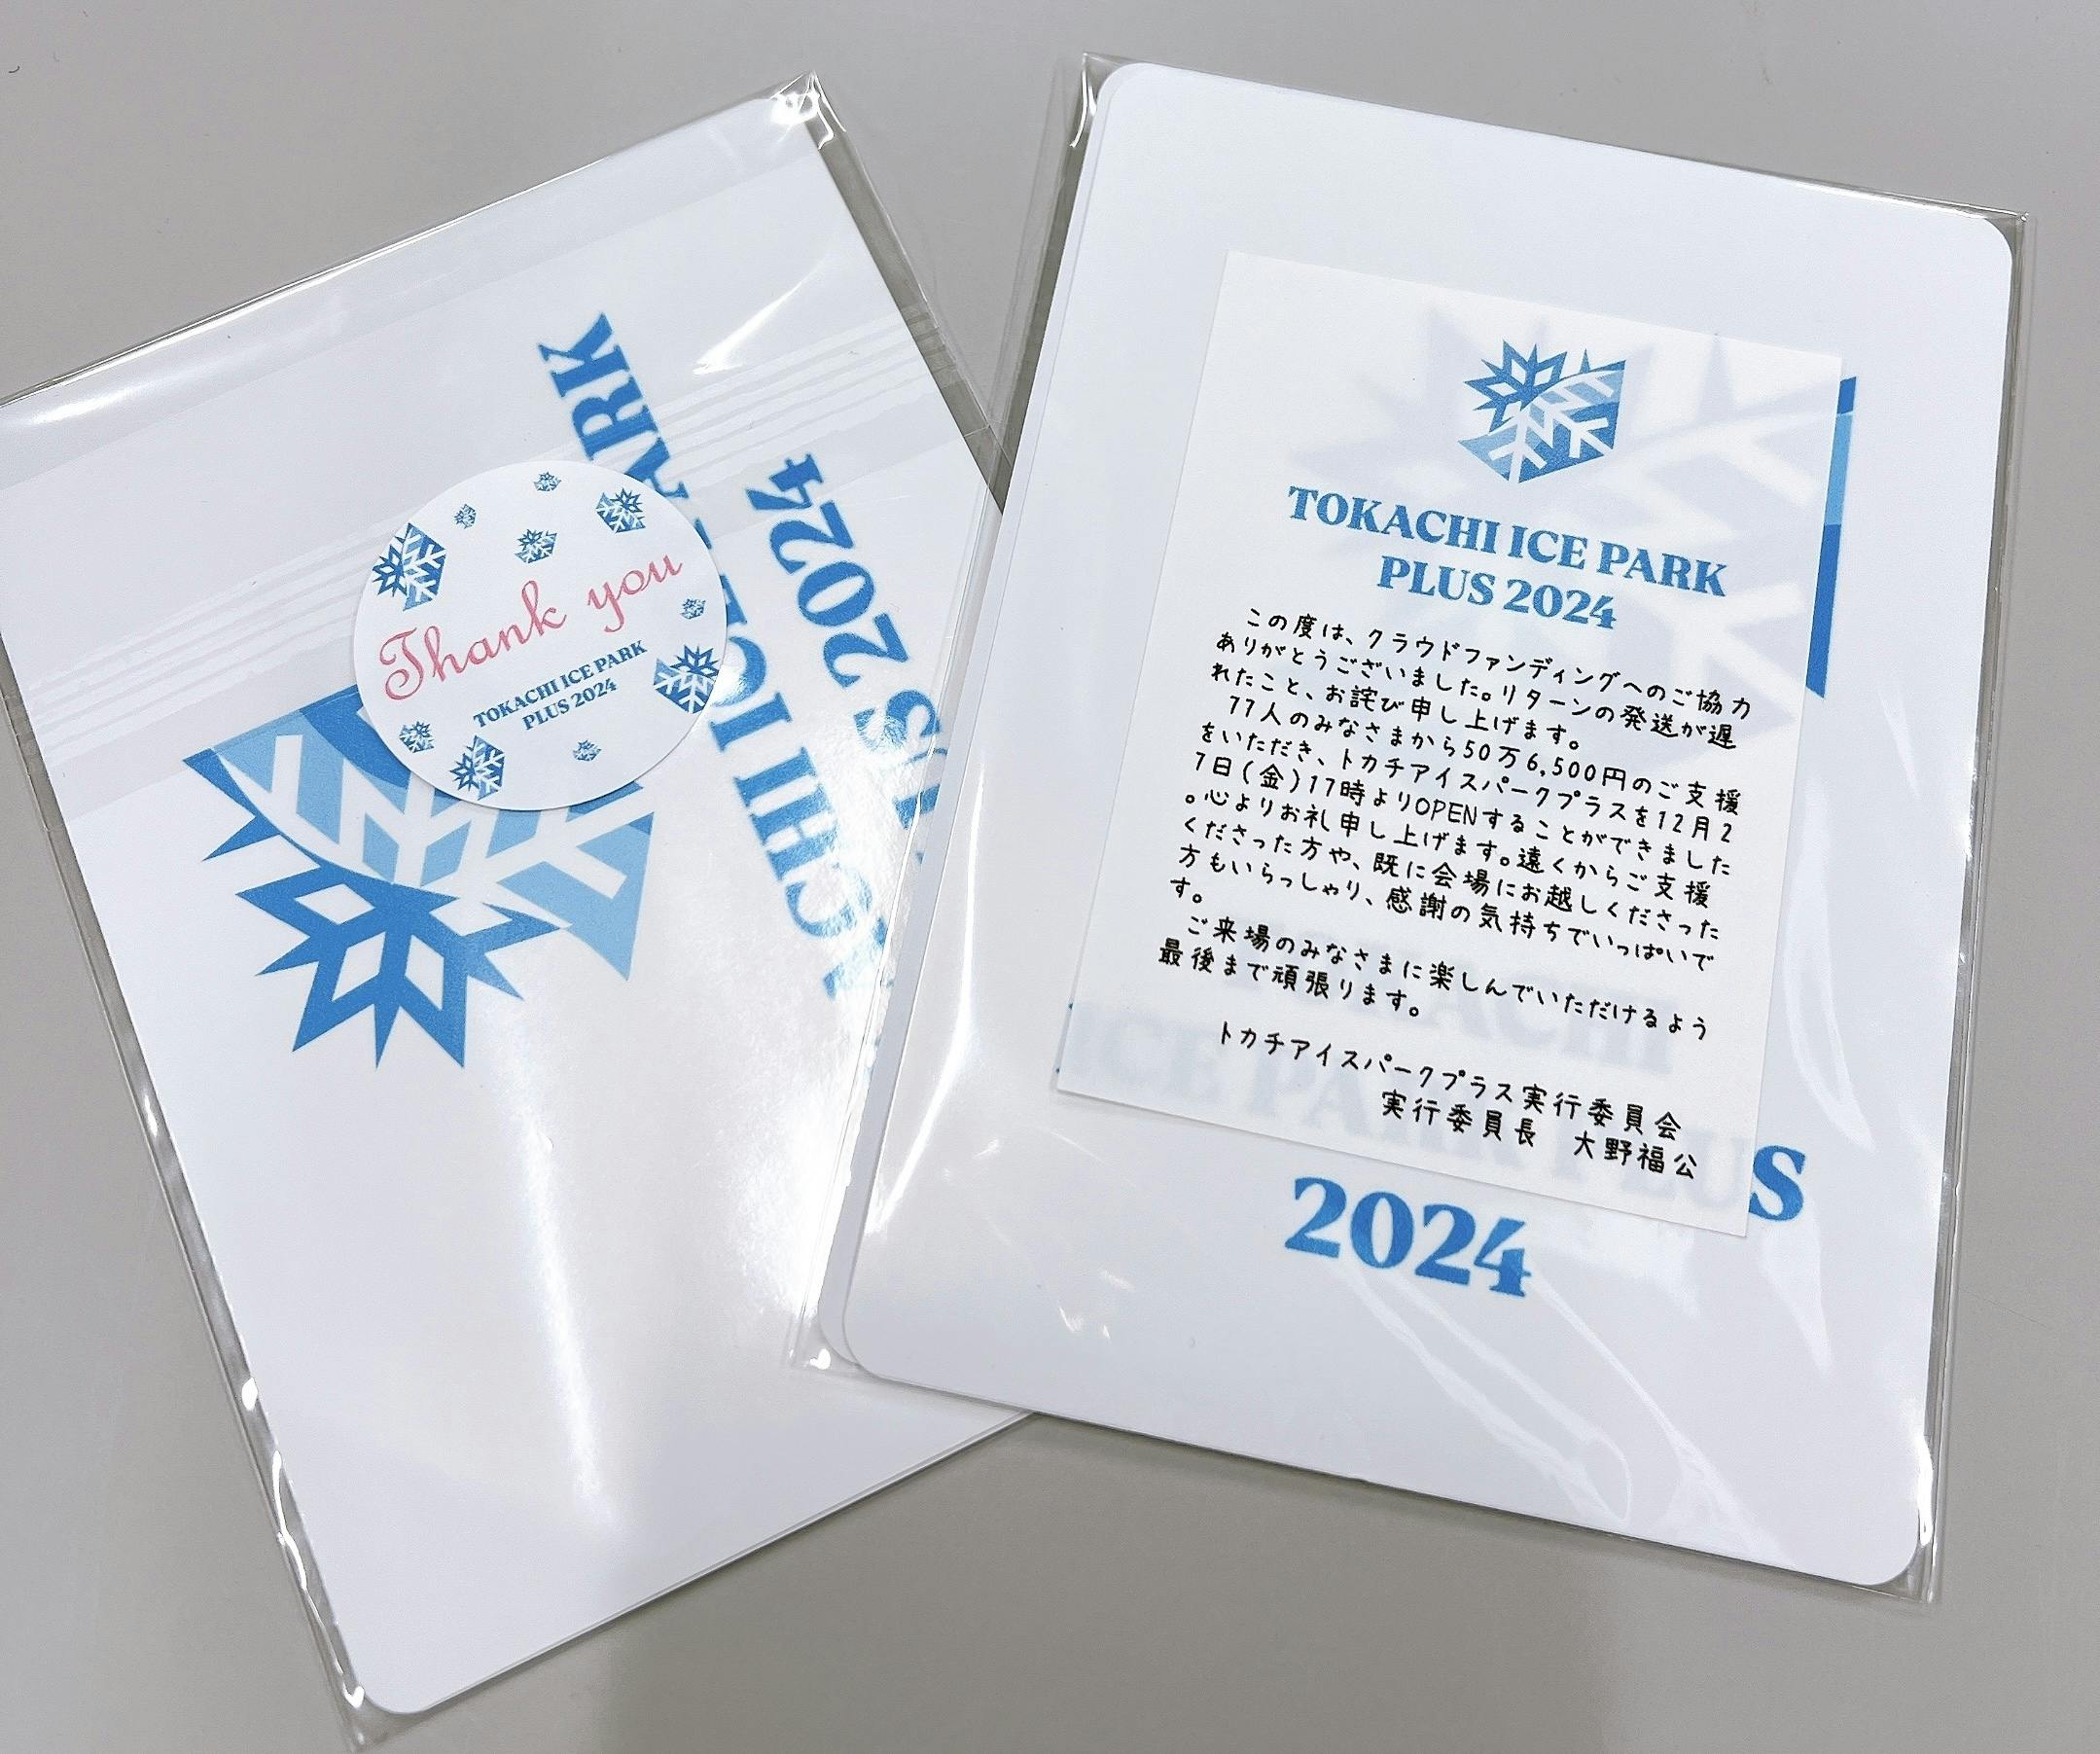 PARK
ICHI ICE
US 2024
Thank you
TOKACHI ICE PARK
PLUS 2024
TOKACHI ICE PARK
PLUS 2024
この度は、クラウドファンディングへのご協力
ありがとうございました。リターンの発送が遅
れたこと、お詫び申し上げます。
77人のみなさまから50万6,500円のご支援
をいただき、トカチアイスパークプラスを12月2
7日(金)17時よりOPENすることができました
。心よりお礼申し上げます。遠くからご支援
くださった方や、既に会場にお越しくださった
方もいらっしゃり、感謝の気持ちでいっぱいで
す。
ご来場のみなさまに楽しんでいただけるよう
最後まで頑張ります。
トカチアイスパークプラス実行委員会
実行委員長 大野福公
ACHI
ICE PARK PLUS
2024